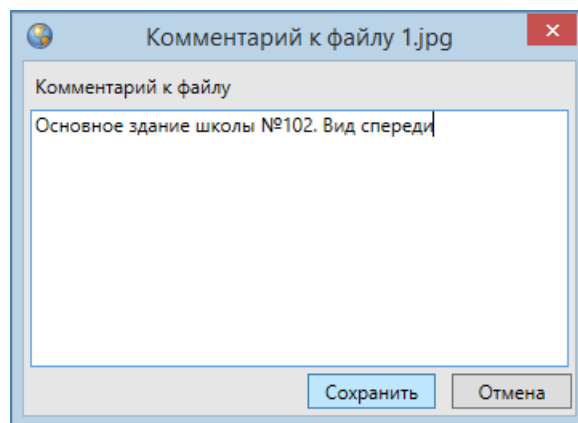 Комментарий к файлу 1.jpg
Комментарий к файлу
Основное здание школы №102. Вид спереди
Сохранить
Отмена